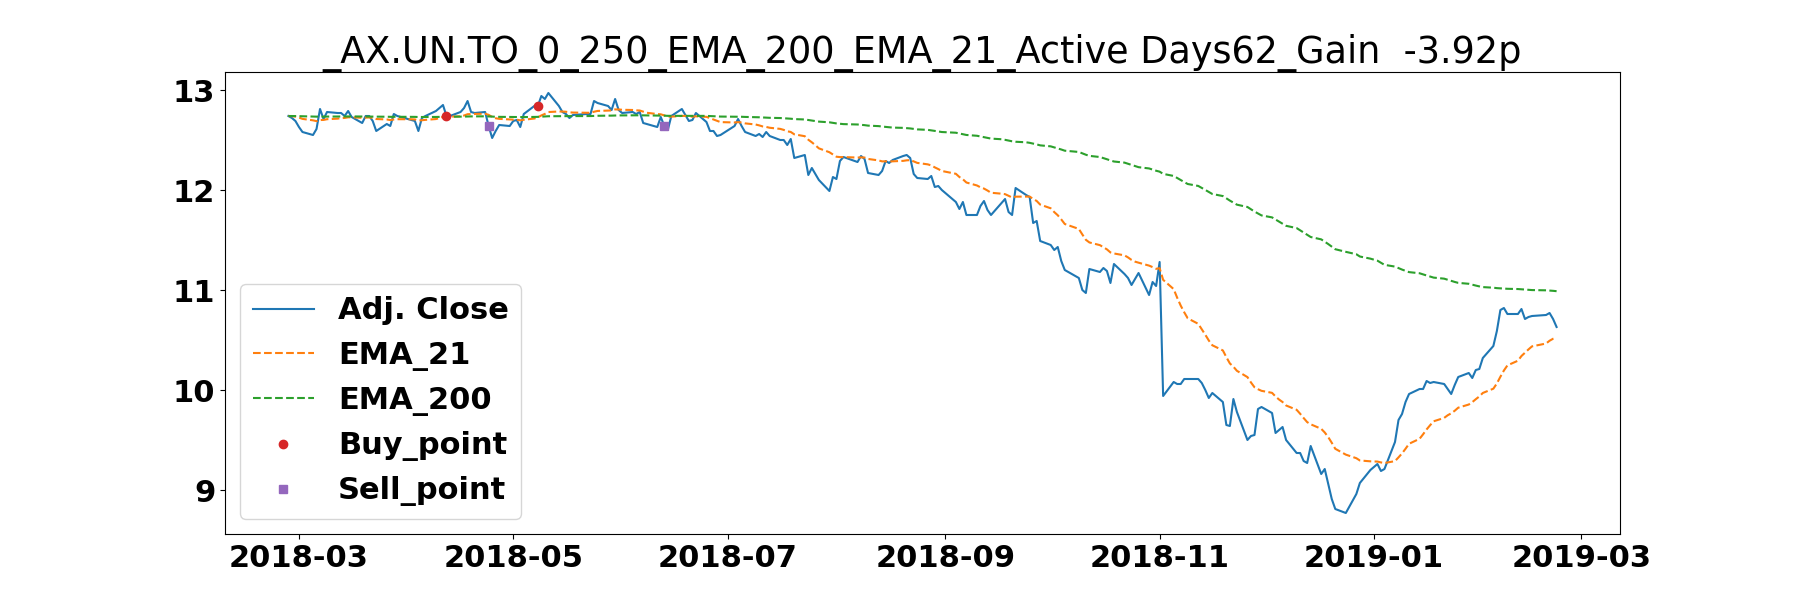 _AX.UN.TO_0_250_EMA_200_EMA_21_Active Days62_Gain  -3.92p
13
12
11
10
9
Adj. Close
EMA_21
EMA_200
Buy_point
Sell_point
2018-03 2018-05 2018-07 2018-09 2018-11 2019-01 2019-03